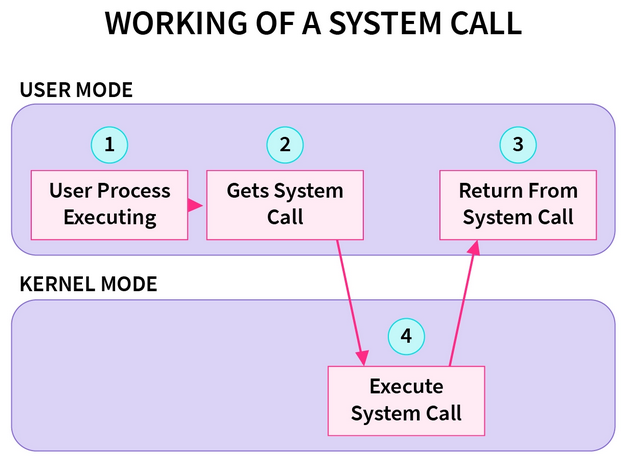 WORKING OF A SYSTEM CALL
USER MODE
1
User Process
Executing
2
Gets System
Call
3
Return From
System Call
KERNEL MODE
4
Execute
System Call